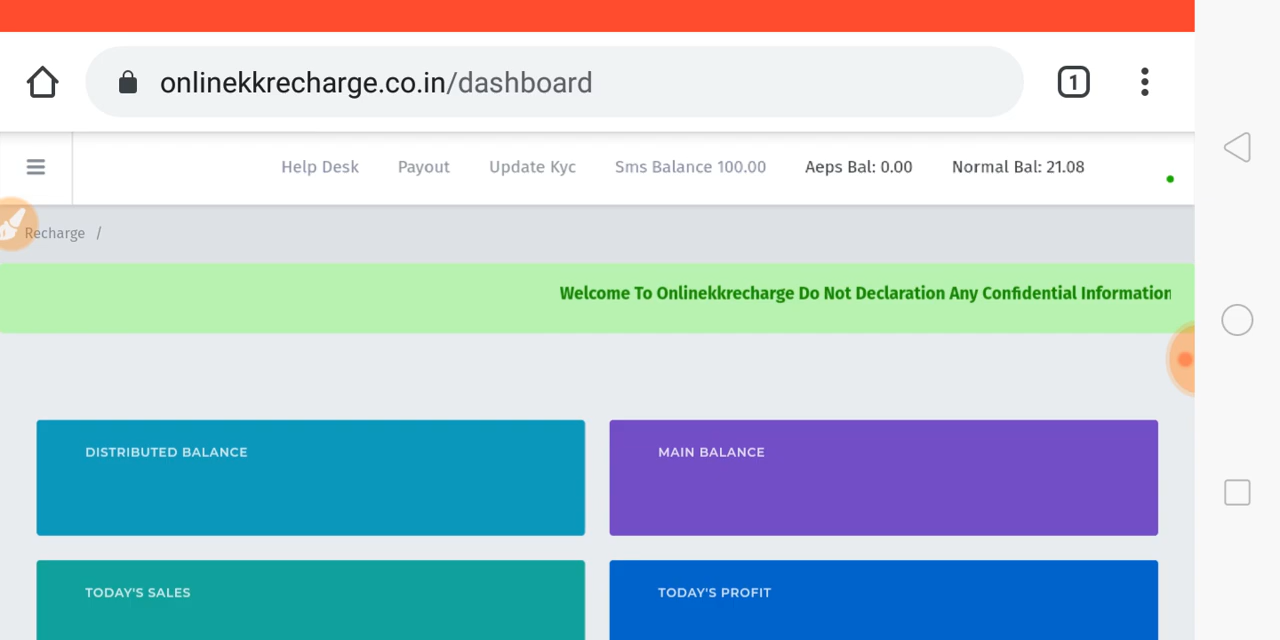 onlinekkrecharge.co.in/dashboard
1
Help Desk Payout Update Kyc Sms Balance 100.00 Aeps Bal: 0.00 Normal Bal: 21.08
Recharge /
Welcome To Onlinekkrecharge Do Not Declaration Any Confidential Information
DISTRIBUTED BALANCE
MAIN BALANCE
TODAY'S SALES
TODAY'S PROFIT